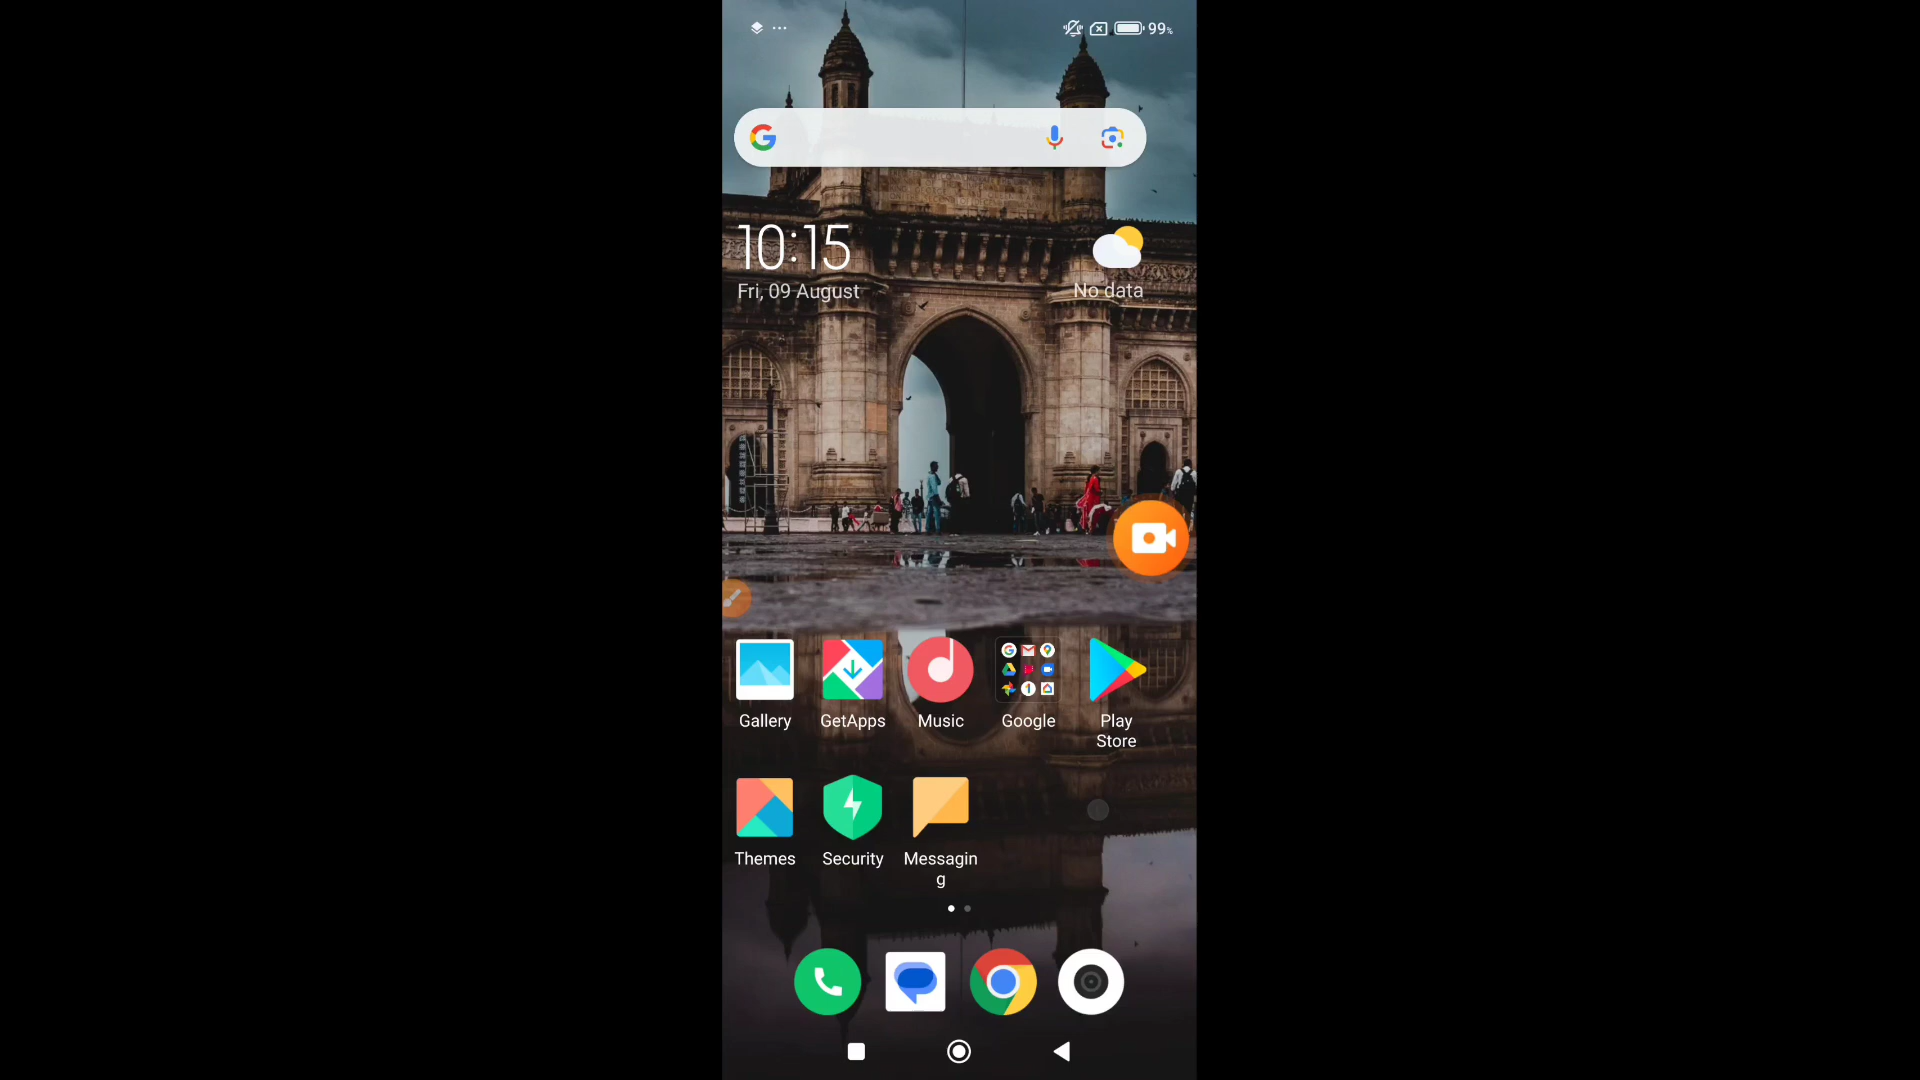 99%
10:15
Fri, 09 August
No data
Gallery
GetApps
Music
Google
Play
Store
Themes
Security
Messagin
g